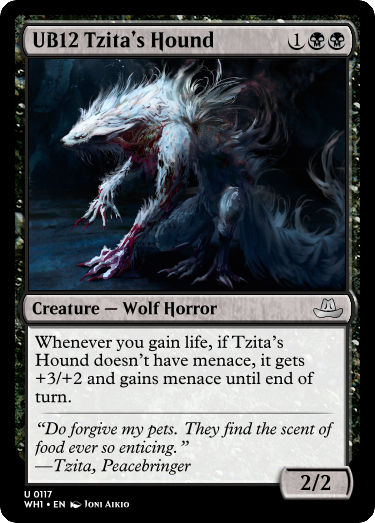 UB12 Tzita's Hound 1
Creature — Wolf Horror
Whenever you gain life, if Tzita's
Hound doesn't have menace, it gets
+3/+2 and gains menace until end of
turn.
"Do forgive my pets. They find the scent of
food ever so enticing."
—Tzita, Peacebringer
2/2
U 0117
WH1 • EN Joni Aikio